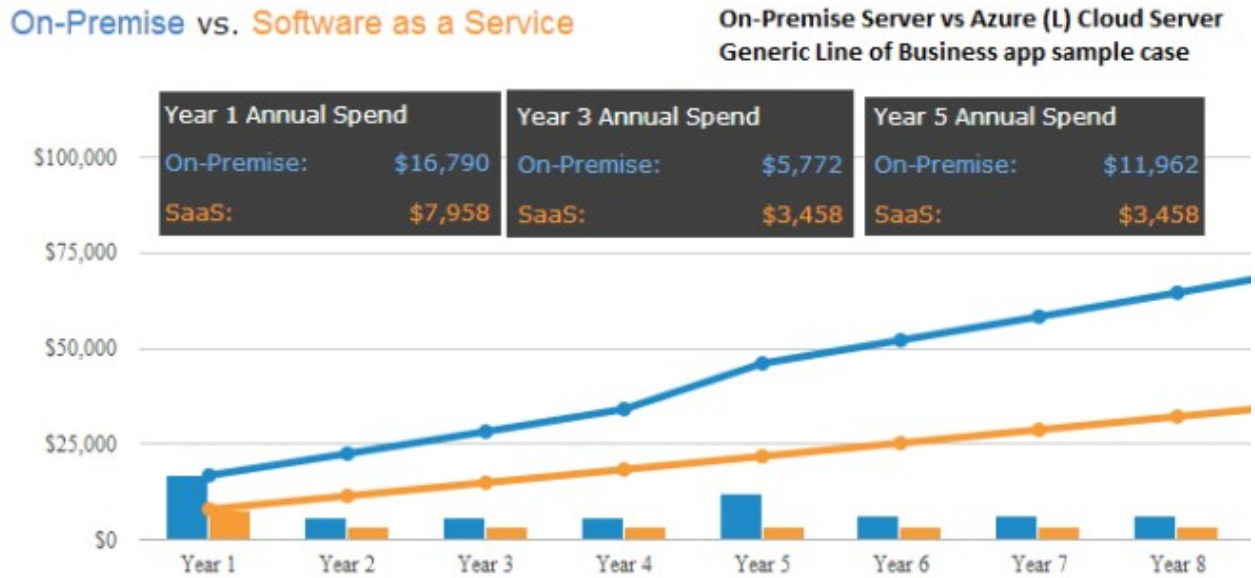 On-Premise vs. Software as a Service
On-Premise Server vs Azure (L) Cloud Server
Generic Line of Business app sample case
Year 1 Annual Spend
On-Premise: $16,790
SaaS: $7,958
Year 3 Annual Spend
On-Premise: $5,772
SaaS: $3,458
Year 5 Annual Spend
On-Premise: $11,962
SaaS: $3,458
$100,000
$75,000
$50,000
$25,000
$0
Year 1 Year 2 Year 3 Year 4 Year 5 Year 6 Year 7 Year 8